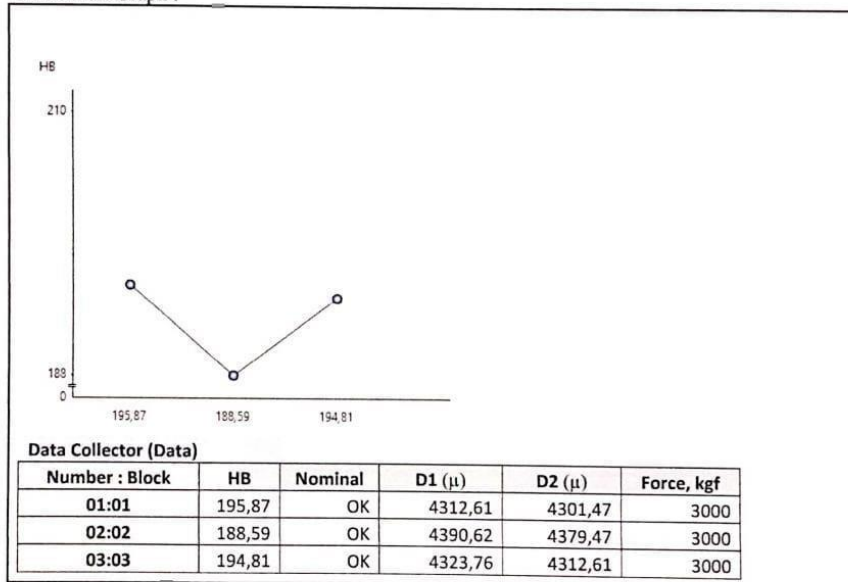 HB
210
188
0
195,87 188,59 194,81
Data Collector (Data)
Number : Block HB Nominal D1 (µ) D2 (µ) Force, kgf
01:01 195,87 OK 4312,61 4301,47 3000
02:02 188,59 OK 4390,62 4379,47 3000
03:03 194,81 OK 4323,76 4312,61 3000